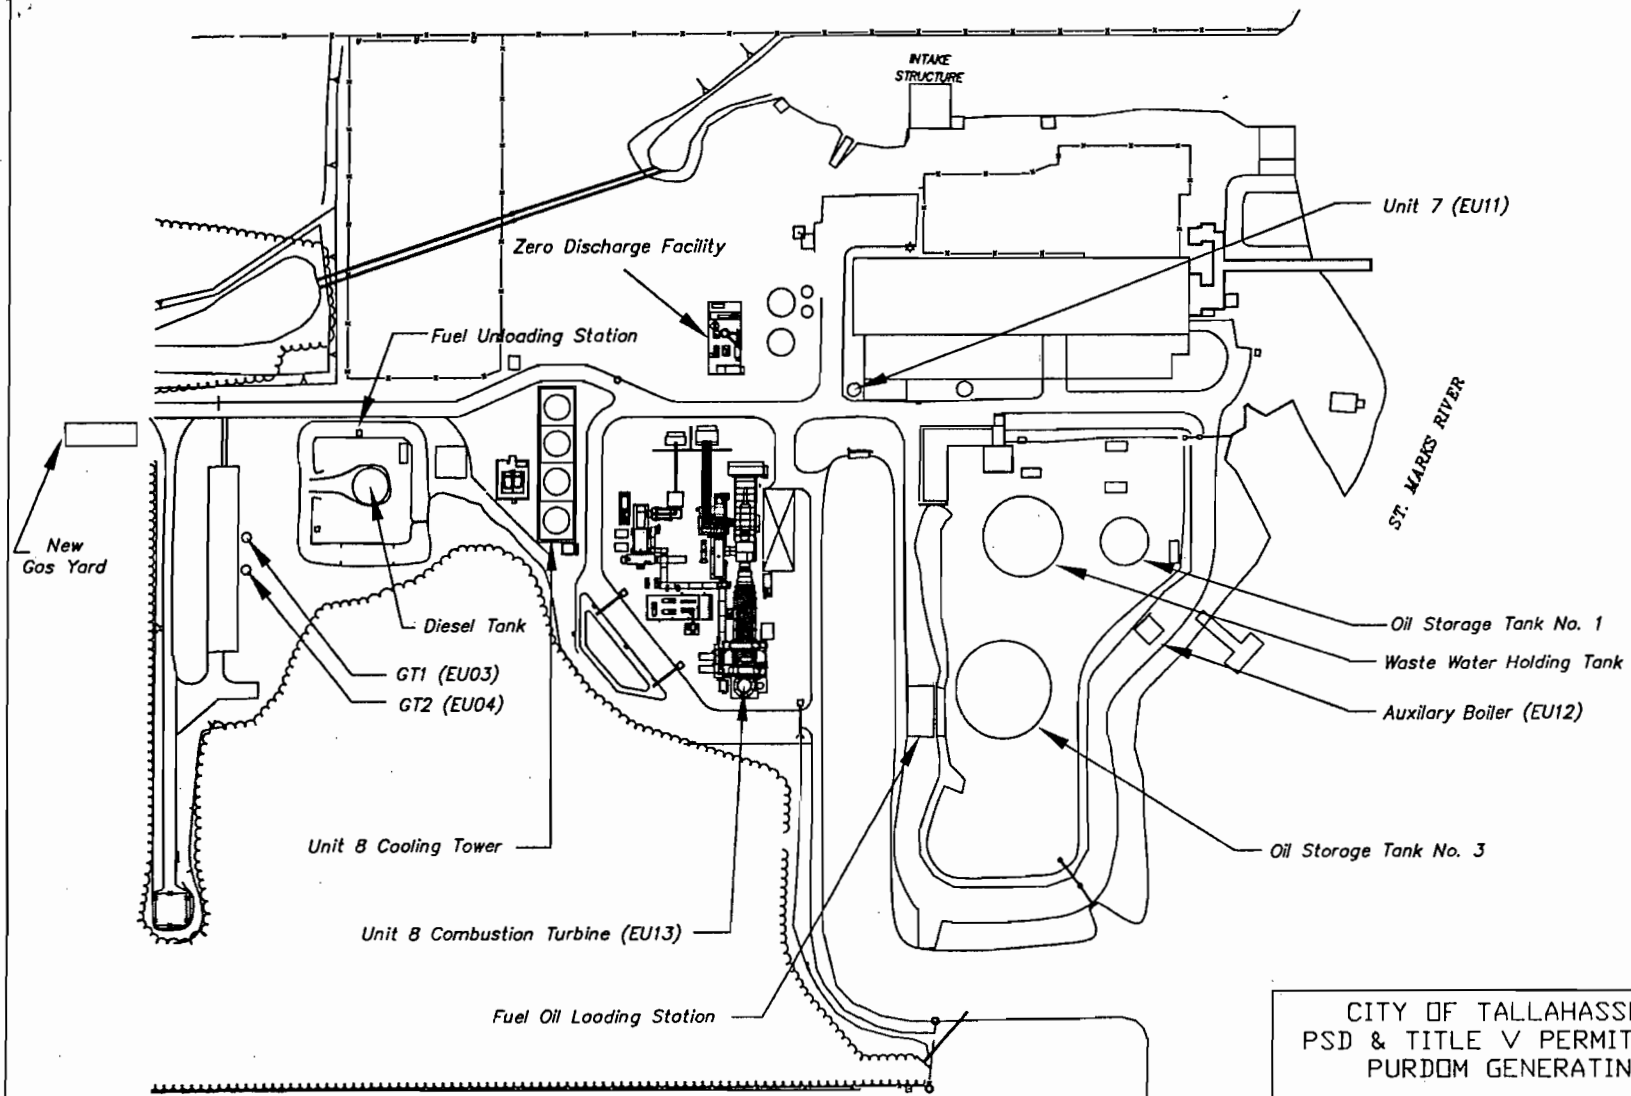 INTAKE
STRUCTURE
Unit 7 (EU11)
Zero Discharge Facility
Fuel Unloading Station
ST. MARKS RIVER
New
Gas Yard
Diesel Tank
Oil Storage Tank No. 1
Waste Water Holding Tank
GT1 (EU03)
GT2 (EU04)
Auxilary Boiler (EU12)
Unit 8 Cooling Tower
Oil Storage Tank No. 3
Unit 8 Combustion Turbine (EU13)
Fuel Oil Loading Station
CITY OF TALLAHASS
PSD & TITLE V PERMIT
PURDOM GENERATIN